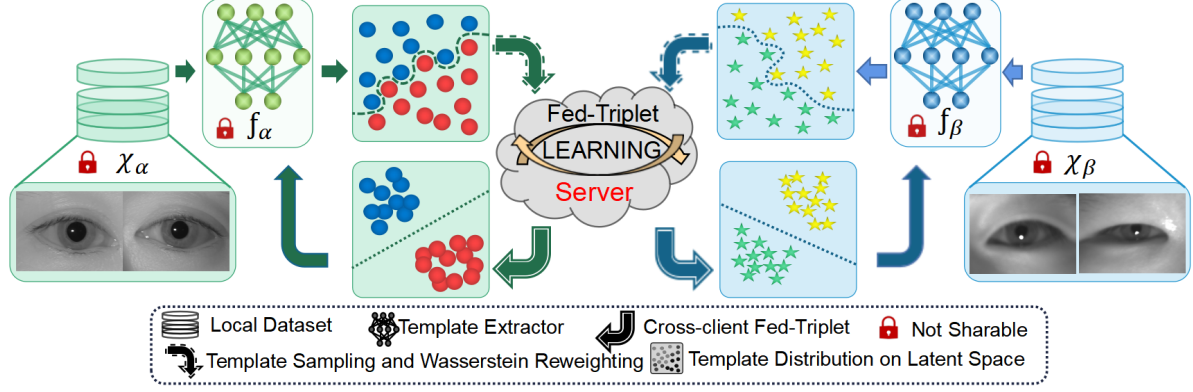 fα
fβ
Fed-Triplet
LEARNING
Server
χα
χβ
Local Dataset
Template Extractor
Cross-client Fed-Triplet
Not Sharable
Template Sampling and Wasserstein Reweighting
Template Distribution on Latent Space